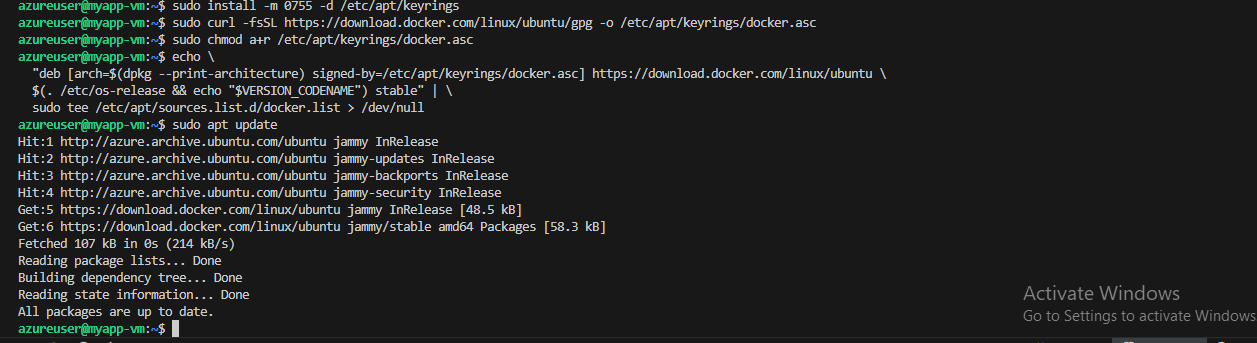 azureuser@myapp-vm:~$ sudo install -m 0755 -d /etc/apt/keyrings
azureuser@myapp-vm:~$ sudo curl -fsSL https://download.docker.com/linux/ubuntu/gpg -o /etc/apt/keyrings/docker.asc
azureuser@myapp-vm:~$ sudo chmod a+r /etc/apt/keyrings/docker.asc
azureuser@myapp-vm:~$ echo \
  "deb [arch=$(dpkg --print-architecture) signed-by=/etc/apt/keyrings/docker.asc] https://download.docker.com/linux/ubuntu \
  $(. /etc/os-release && echo "$VERSION_CODENAME") stable" | \
  sudo tee /etc/apt/sources.list.d/docker.list > /dev/null
azureuser@myapp-vm:~$ sudo apt update
Hit:1 http://azure.archive.ubuntu.com/ubuntu jammy InRelease
Hit:2 http://azure.archive.ubuntu.com/ubuntu jammy-updates InRelease
Hit:3 http://azure.archive.ubuntu.com/ubuntu jammy-backports InRelease
Hit:4 http://azure.archive.ubuntu.com/ubuntu jammy-security InRelease
Get:5 https://download.docker.com/linux/ubuntu jammy InRelease [48.5 kB]
Get:6 https://download.docker.com/linux/ubuntu jammy/stable amd64 Packages [58.3 kB]
Fetched 107 kB in 0s (214 kB/s)
Reading package lists... Done
Building dependency tree... Done
Reading state information... Done
All packages are up to date.
azureuser@myapp-vm:~$
Activate Windows
Go to Settings to activate Windows